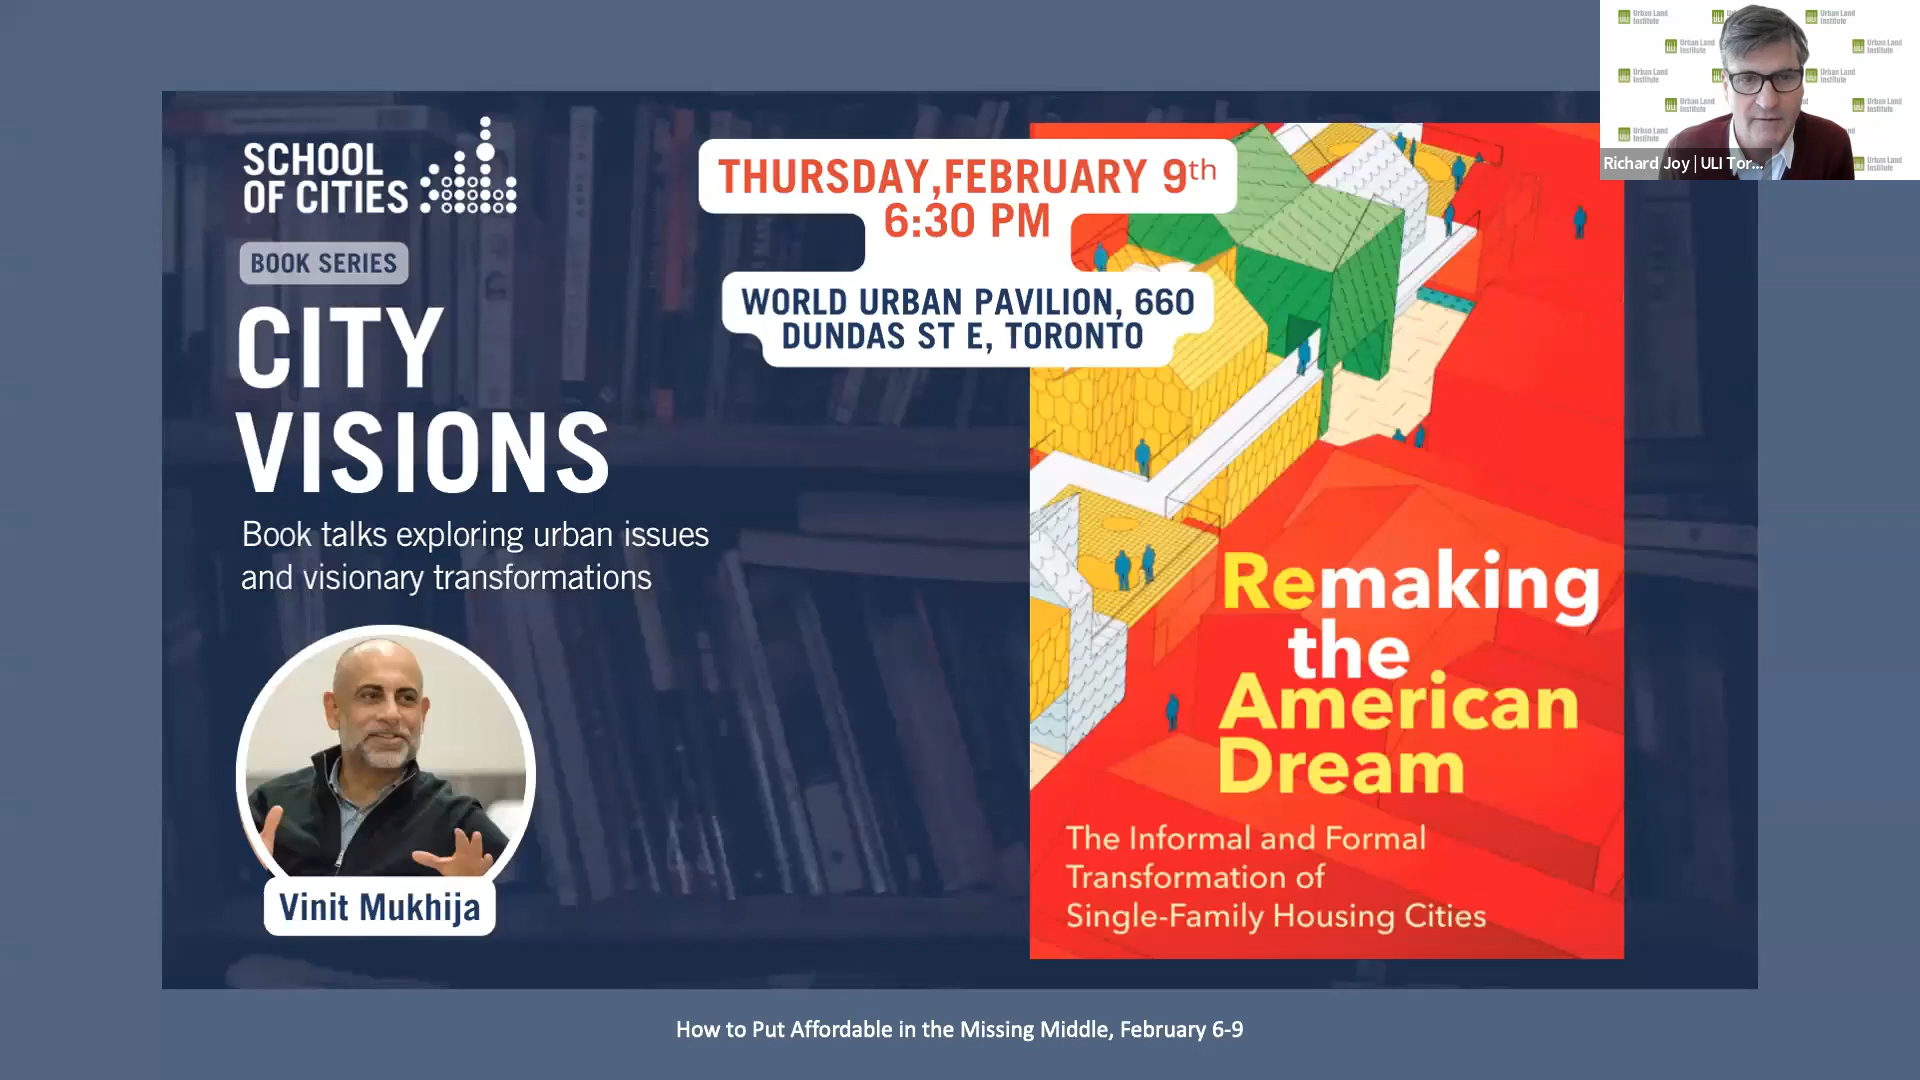 SCHOOL
OF CITIES
BOOK SERIES
CITY
VISIONS
Book talks exploring urban issues
and visionary transformations
Vinit Mukhija
THURSDAY,FEBRUARY 9th
6:30 PM
WORLD URBAN PAVILION, 660
DUNDAS ST E, TORONTO
Remaking
the
American
Dream
The Informal and Formal
Transformation of
Single-Family Housing Cities
How to Put Affordable in the Missing Middle, February 6-9
Urban Land
Institute
Richard Joy | ULI Tor...